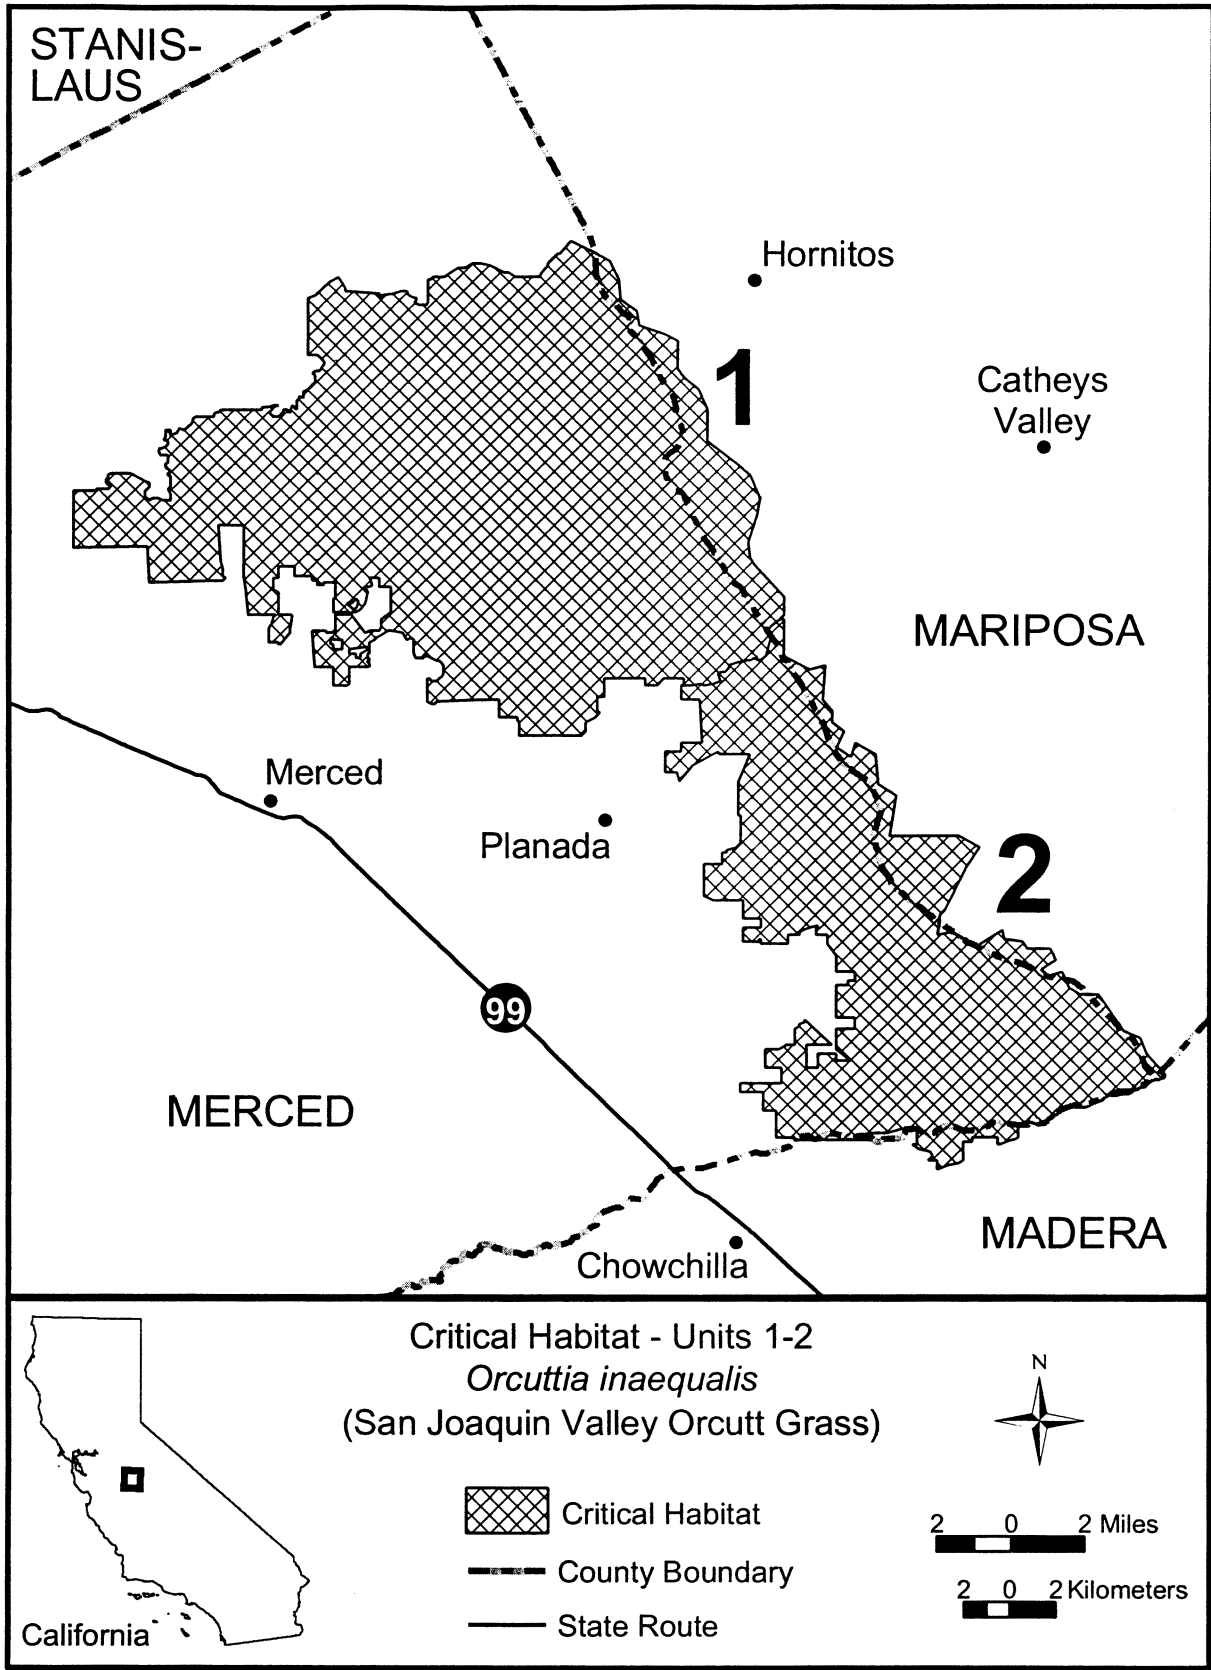 STANIS-
LAUS
Hornitos
1
Catheys
Valley
MARIPOSA
Merced
Planada
2
99
MERCED
MADERA
Chowchilla
Critical Habitat - Units 1-2
Orcuttia inaequalis
(San Joaquin Valley Orcutt Grass)
N
Critical Habitat
2 0 2 Miles
County Boundary
2 0 2 Kilometers
State Route
California